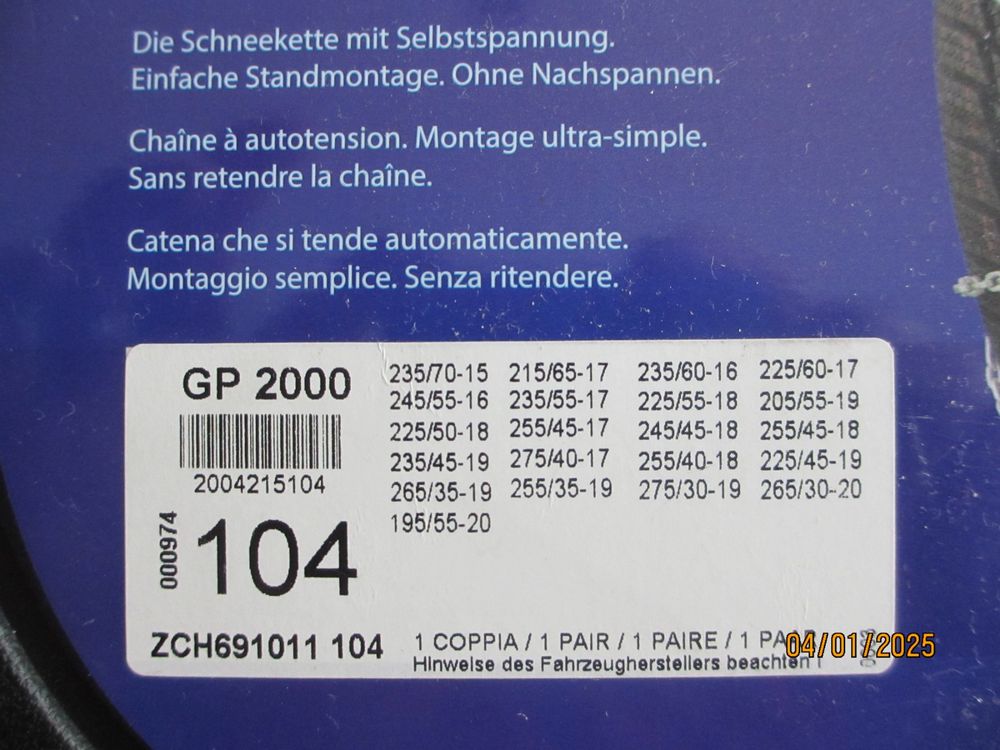 Die Schneekette mit Selbstspannung.
Einfache Standmontage. Ohne Nachspannen.
Chaîne à autotension. Montage ultra-simple.
Sans retendre la chaîne.
Catena che si tende automaticamente.
Montaggio semplice. Senza ritendere.
GP 2000
2004215104
000974
104
ZCH691011 104
235/70-15 215/65-17 235/60-16 225/60-17
245/55-16 235/55-17 225/55-18 205/55-19
225/50-18 255/45-17 245/45-18 255/45-18
235/45-19 275/40-17 255/40-18 225/45-19
265/35-19 255/35-19 275/30-19 265/30-20
195/55-20
1 COPPIA / 1 PAIR / 1 PAIRE / 1
Hinweise des Fahrzeugherstellers beachten !
04/01/2025